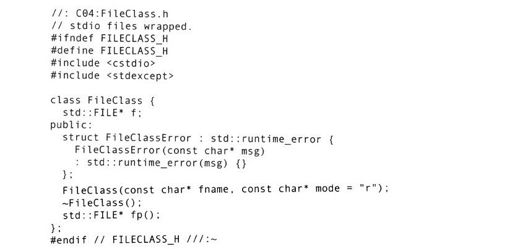 //: C04:FileClass.h
// stdio files wrapped.
#ifndef FILECLASS_H
#define FILECLASS_H
#include <cstdio>
#include <stdexcept>
class FileClass {
std::FILE* f;
public:
struct FileClassError : std::runtime_error {
FileClassError(const char* msg)
: std::runtime_error(msg) {}
};
FileClass(const char* fname, const char* mode = "r");
~FileClass();
std::FILE* fp();
};
#endif // FILECLASS_H ///:~